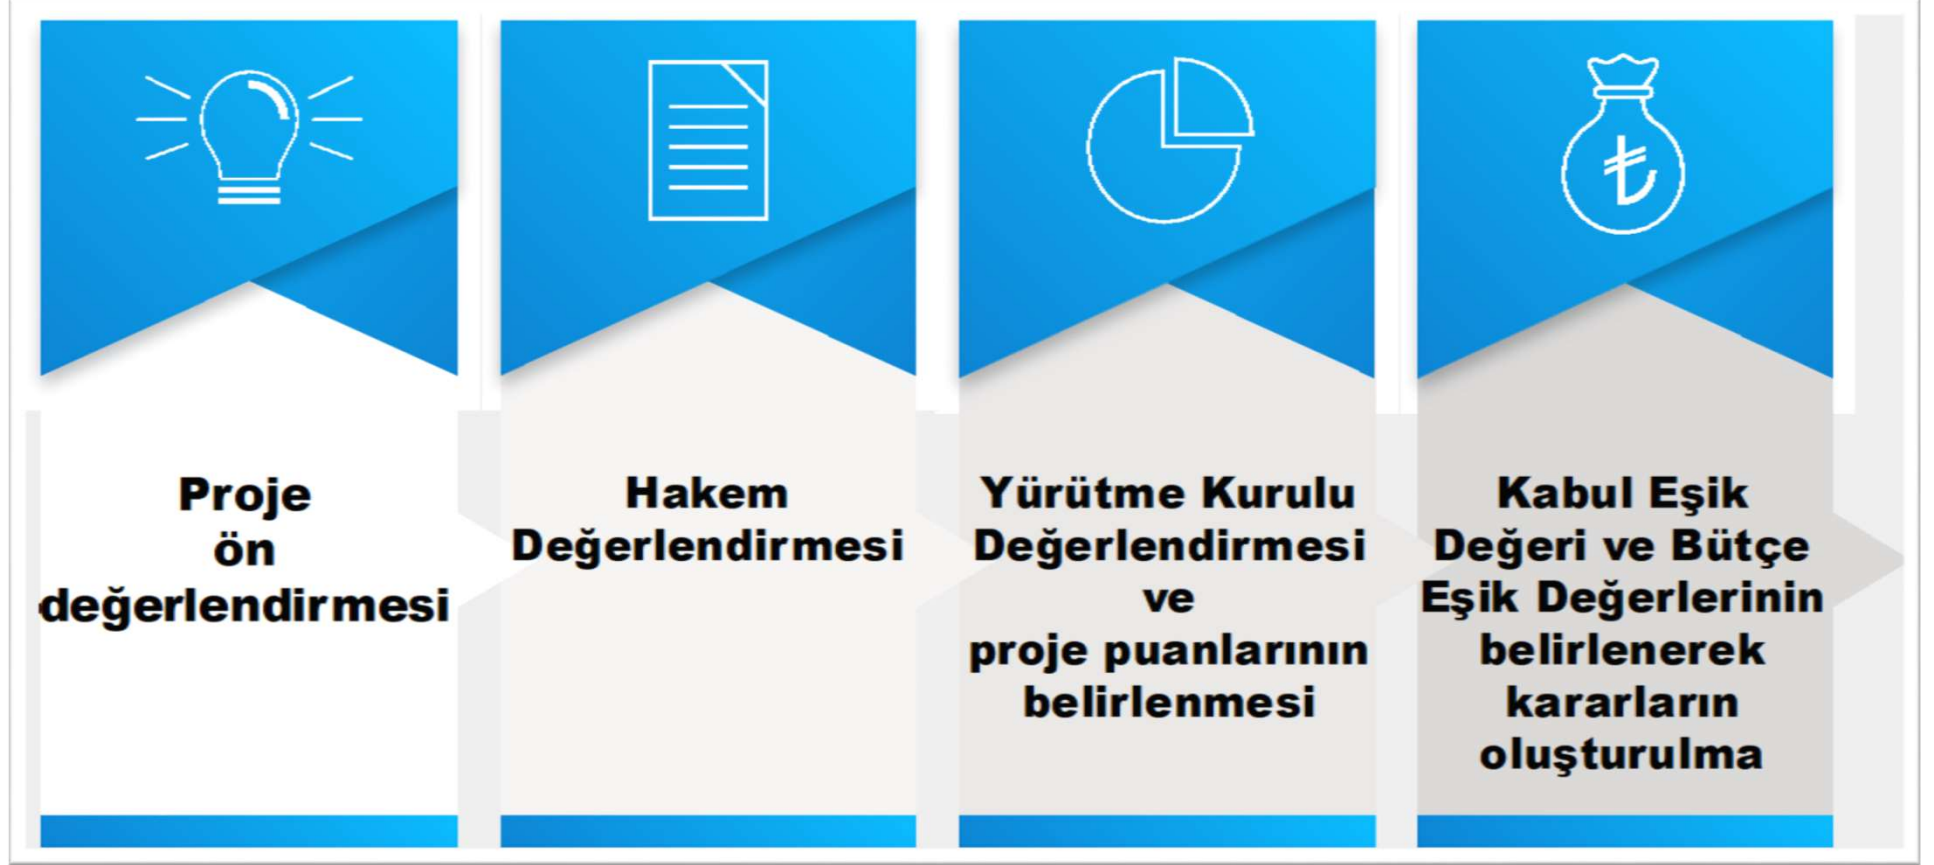 Proje
ön
değerlendirmesi
Hakem
Değerlendirmesi
Yürütme Kurulu
Değerlendirmesi
ve
proje puanlarının
belirlenmesi
Kabul Eşik
Değeri ve Bütçe
Eşik Değerlerinin
belirlenerek
kararların
oluşturulma